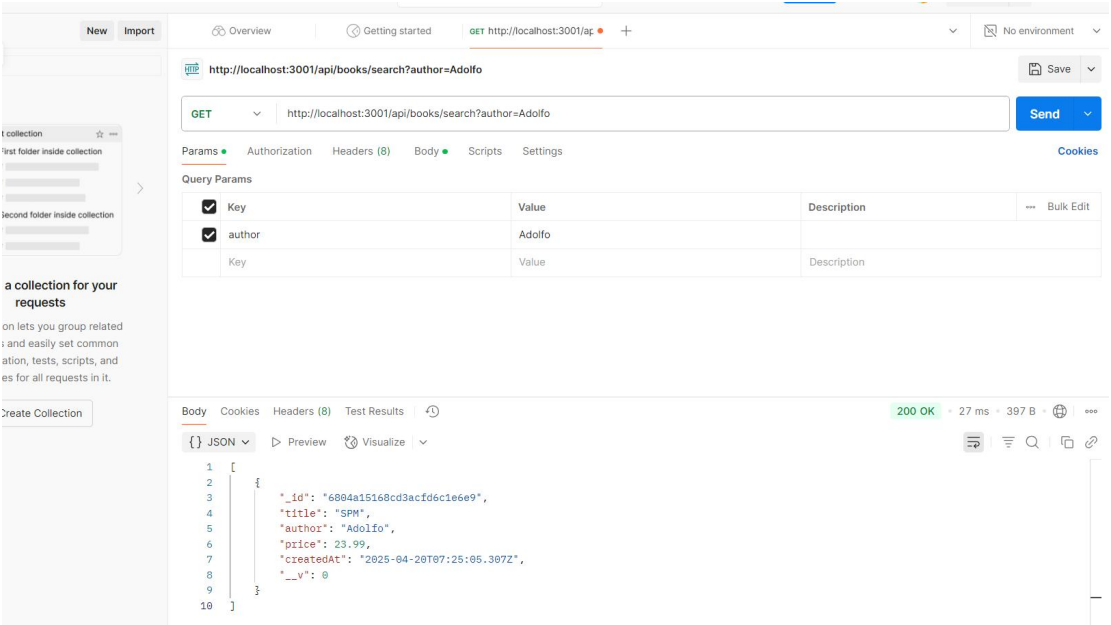 New Import
Overview Getting started GET http://localhost:3001/ap No environment
HTTP http://localhost:3001/api/books/search?author=Adolfo Save
GET http://localhost:3001/api/books/search?author=Adolfo Send
Params Authorization Headers (8) Body Scripts Settings Cookies
Query Params
Key Value Description Bulk Edit
author Adolfo
Key Value Description
t collection
First folder inside collection
Second folder inside collection
a collection for your
requests
on lets you group related
s and easily set common
ation, tests, scripts, and
es for all requests in it.
Create Collection
Body Cookies Headers (8) Test Results 200 OK 27 ms 397 B
{} JSON Preview Visualize
1 [
2 {
3 "_id": "6804a15168cd3acfd6c1e6e9",
4 "title": "SPM",
5 "author": "Adolfo",
6 "price": 23.99,
7 "createdAt": "2025-04-20T07:25:05.307Z",
8 "__v": 0
9 }
10 ]